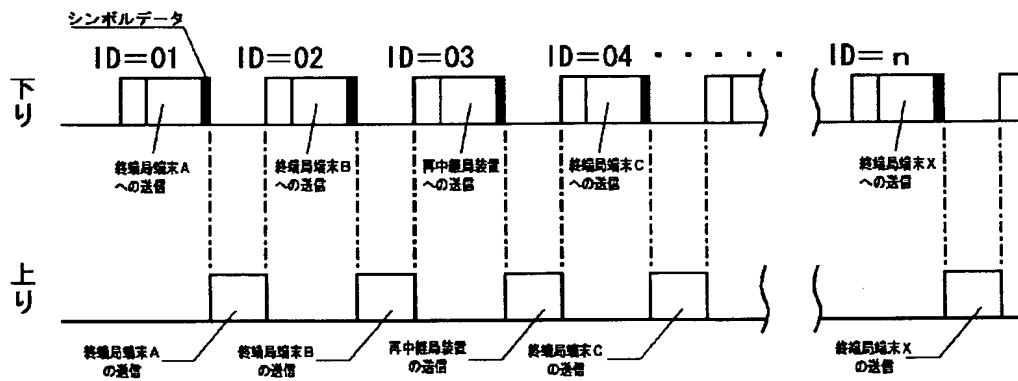 シンボルデータ
ID=01
ID=02
ID=03
ID=04
・・・・・・
ID=n
下り
終端局端末A
への送信
終端局端末B
への送信
再中継局装置
への送信
終端局端末C
への送信
終端局端末X
への送信
上り
終端局端末A
の送信
終端局端末B
の送信
再中継局装置
の送信
終端局端末C
の送信
終端局端末X
の送信